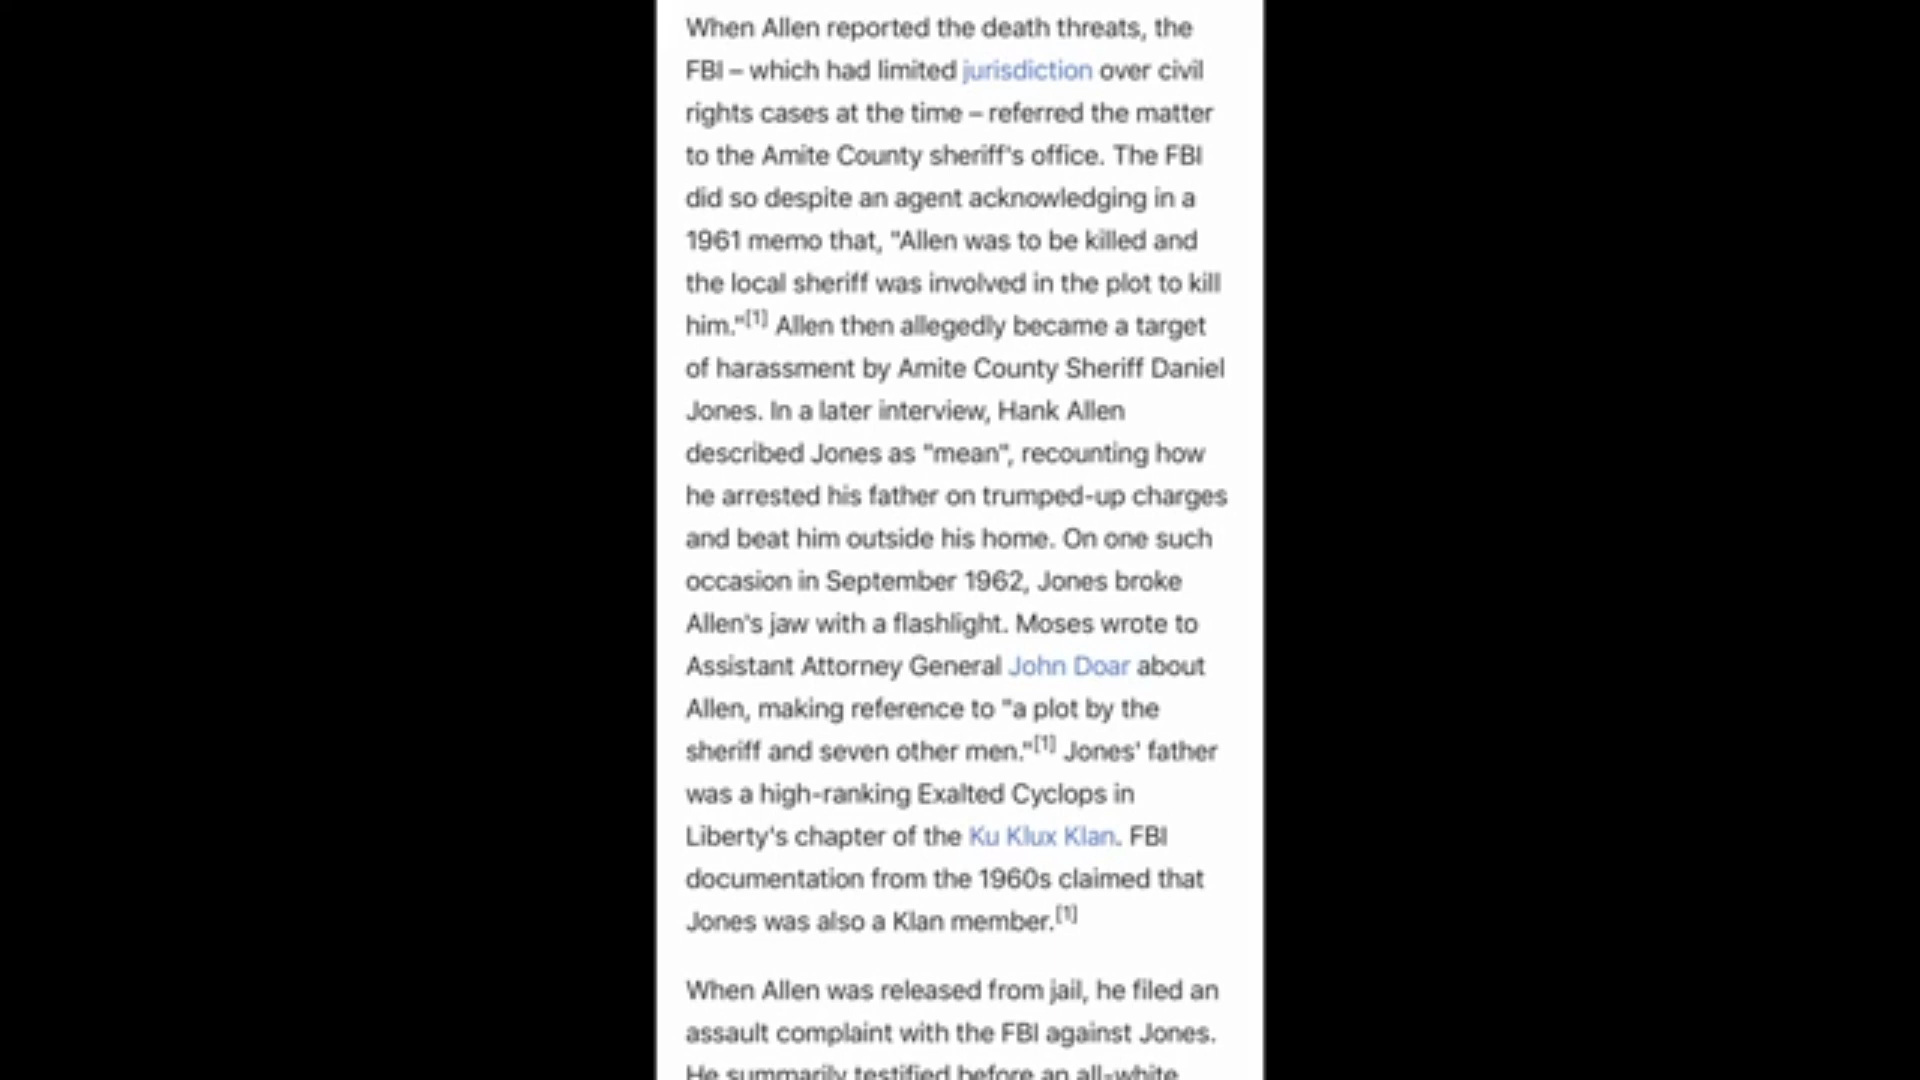 When Allen reported the death threats, the
FBI – which had limited jurisdiction over civil
rights cases at the time – referred the matter
to the Amite County sheriff's office. The FBI
did so despite an agent acknowledging in a
1961 memo that, "Allen was to be killed and
the local sheriff was involved in the plot to kill
him."[1] Allen then allegedly became a target
of harassment by Amite County Sheriff Daniel
Jones. In a later interview, Hank Allen
described Jones as "mean", recounting how
he arrested his father on trumped-up charges
and beat him outside his home. On one such
occasion in September 1962, Jones broke
Allen's jaw with a flashlight. Moses wrote to
Assistant Attorney General John Doar about
Allen, making reference to "a plot by the
sheriff and seven other men."[1] Jones' father
was a high-ranking Exalted Cyclops in
Liberty's chapter of the Ku Klux Klan. FBI
documentation from the 1960s claimed that
Jones was also a Klan member.[1]
When Allen was released from jail, he filed an
assault complaint with the FBI against Jones.
He summarily testified before an all-white